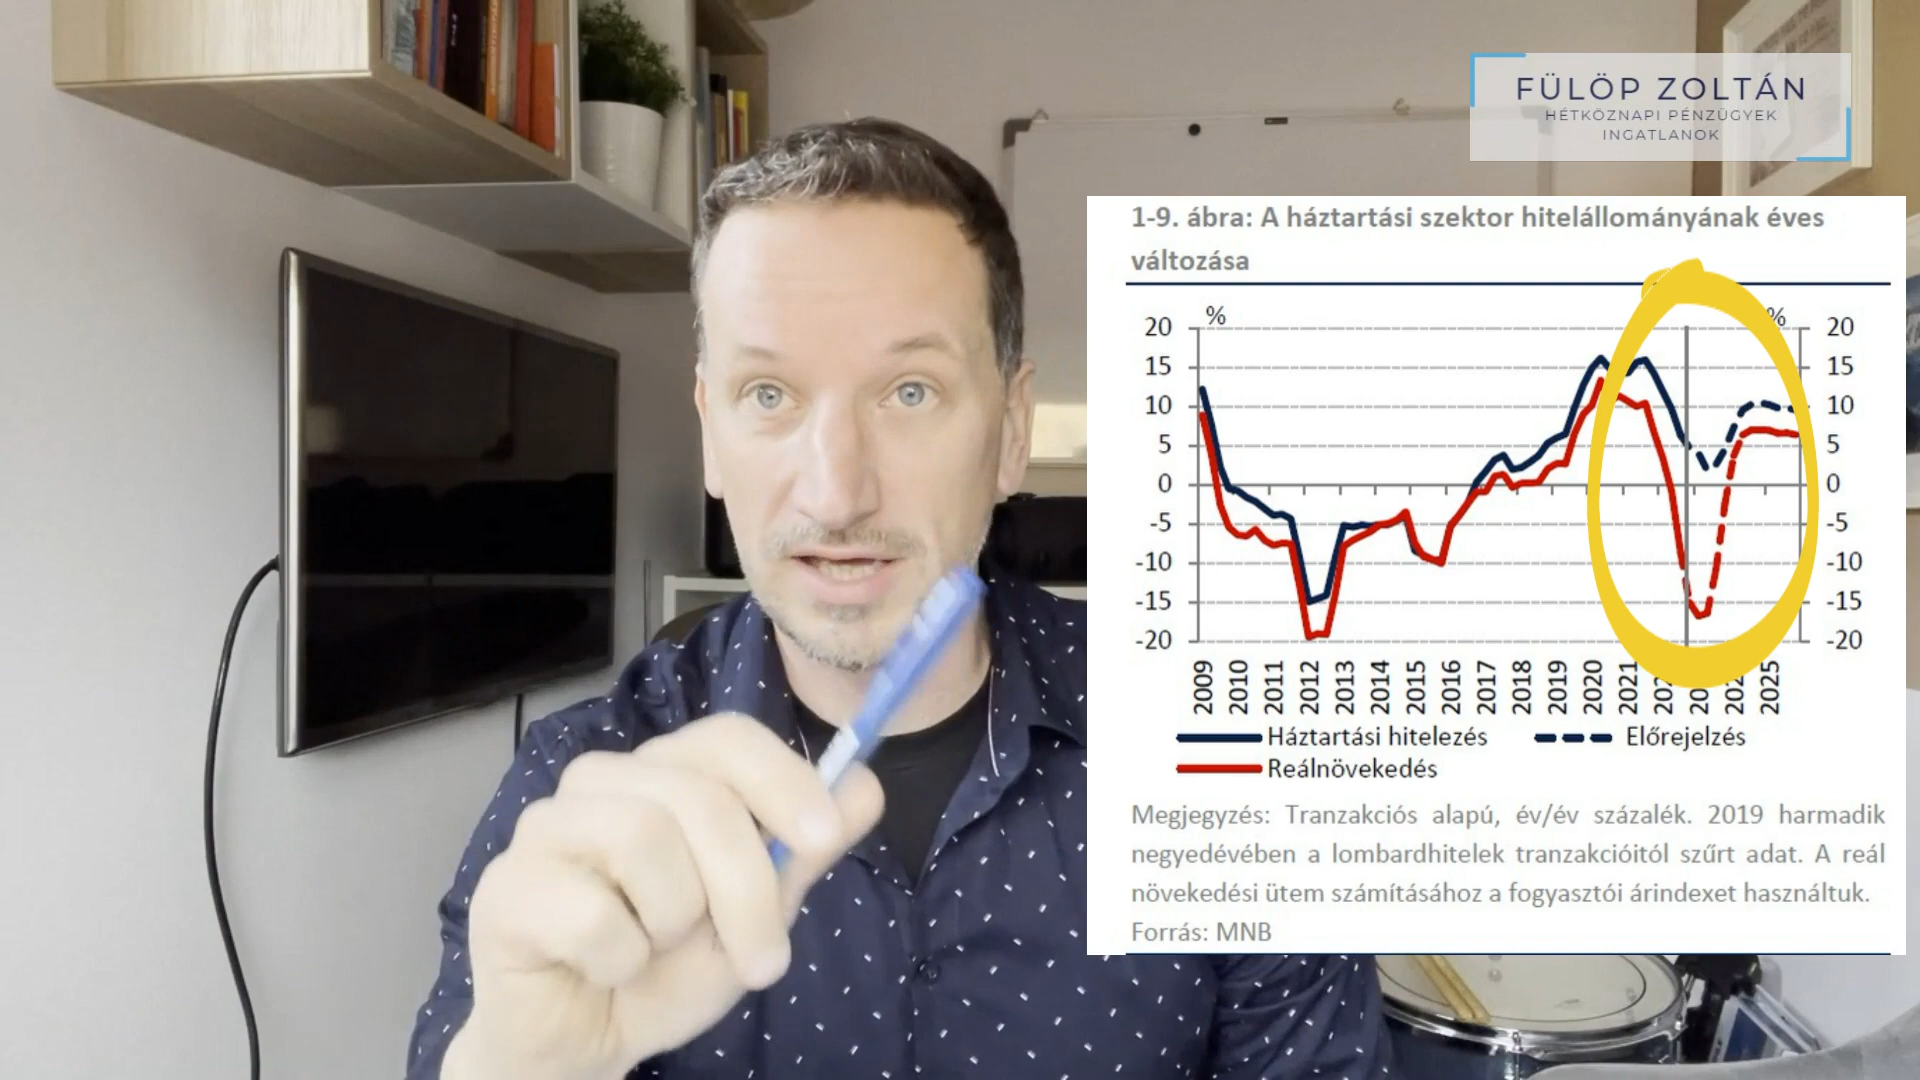 FÜLÖP ZOLTÁN
HÉTKÖZNAPI PÉNZÜGYEK
INGATLANOK
1-9. ábra: A háztartási szektor hitelállományának éves
változása
% %
20 20
15 15
10 10
5 5
0 0
-5 -5
-10 -10
-15 -15
-20 -20
2009 2010 2011 2012 2013 2014 2015 2016 2017 2018 2019 2020 2021 2025
Háztartási hitelezés Előrejelzés
Reálnövekedés
Megjegyzés: Tranzakciós alapú, év/év százalék. 2019 harmadik
negyedévében a lombardhitelek tranzakcióitól szűrt adat. A reál
növekedési ütem számításához a fogyasztói árindexet használtuk.
Forrás: MNB